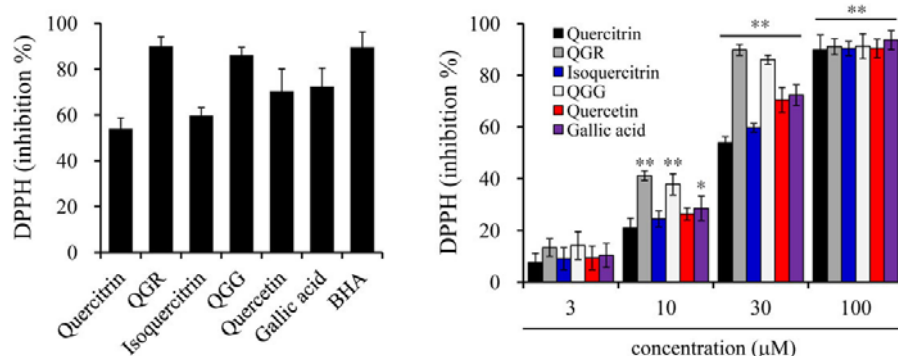 DPPH (inhibition %)
100
80
60
40
20
0
Quercitrin
QGR
Isoquercitrin
QGG
Quercetin
Gallic acid
BHA
DPPH (inhibition %)
100
80
60
40
20
0
Quercitrin
QGR
Isoquercitrin
QGG
Quercetin
Gallic acid
** ** *
**
**
3 10 30 100
concentration (μM)